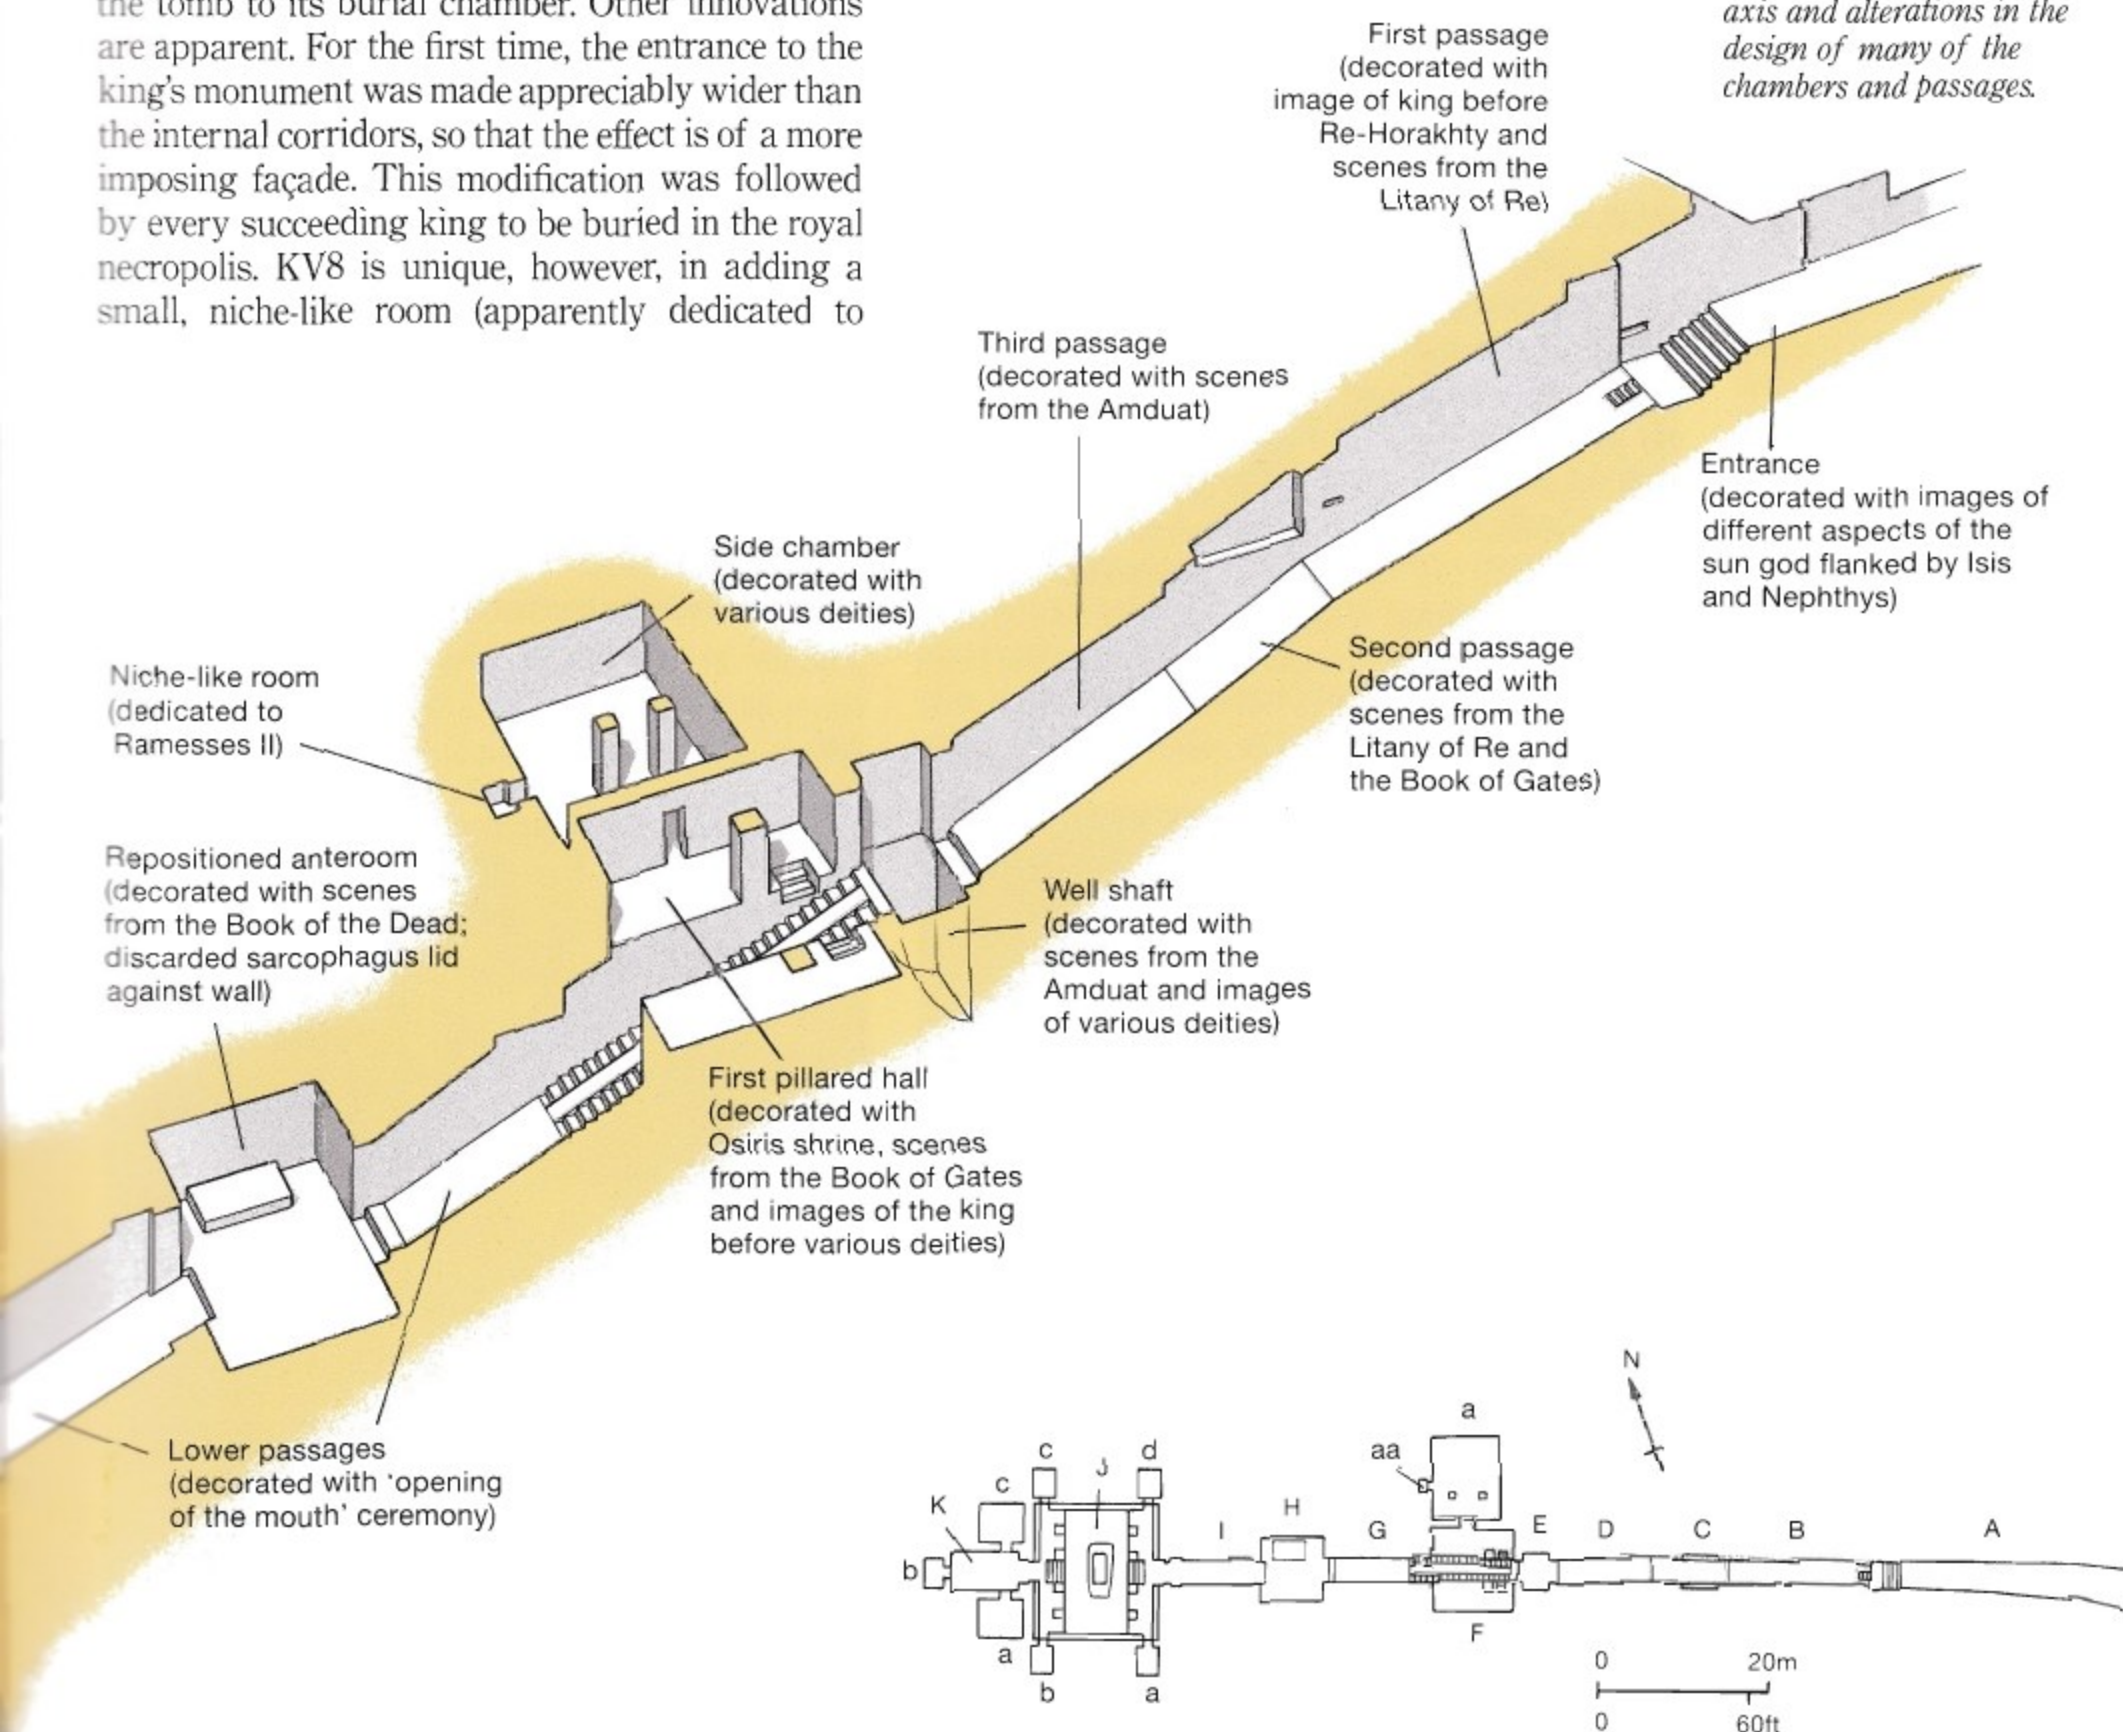 the tomb to its burial chamber. Other innovations
are apparent. For the first time, the entrance to the
king's monument was made appreciably wider than
the internal corridors, so that the effect is of a more
imposing façade. This modification was followed
by every succeeding king to be buried in the royal
necropolis. KV8 is unique, however, in adding a
small, niche-like room (apparently dedicated to
axis and alterations in the
design of many of the
chambers and passages.
First passage
(decorated with
image of king before
Re-Horakhty and
scenes from the
Litany of Re)
Third passage
(decorated with scenes
from the Amduat)
Entrance
(decorated with images of
different aspects of the
sun god flanked by Isis
and Nephthys)
Side chamber
(decorated with
various deities)
Second passage
(decorated with
scenes from the
Litany of Re and
the Book of Gates)
Niche-like room
(dedicated to
Ramesses II)
Repositioned anteroom
(decorated with scenes
from the Book of the Dead;
discarded sarcophagus lid
against wall)
Well shaft
(decorated with
scenes from the
Amduat and images
of various deities)
First pillared hall
(decorated with
Osiris shrine, scenes
from the Book of Gates
and images of the king
before various deities)
Lower passages
(decorated with 'opening
of the mouth' ceremony)
N
a
aa
c
d
J
c
K
H
I
G
E
D
C
B
A
b
F
a
b
a
0
20m
0
60ft